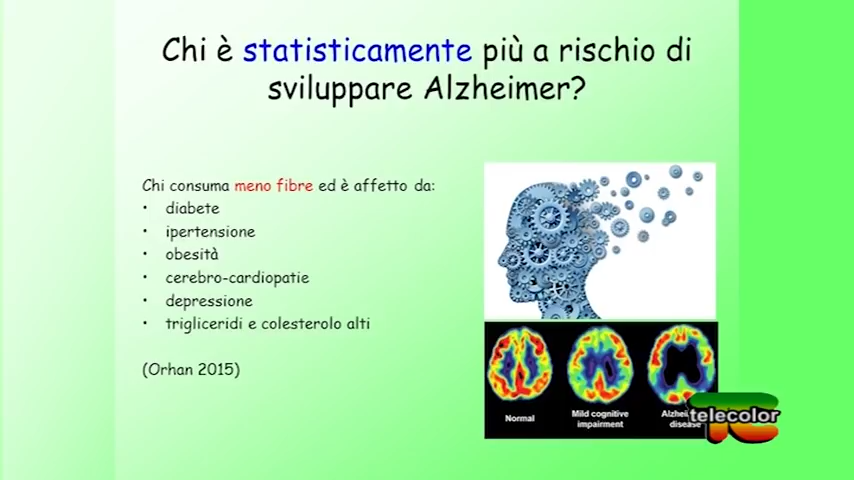 Chi è statisticamente più a rischio di
sviluppare Alzheimer?
Chi consuma meno fibre ed è affetto da:
• diabete
• ipertensione
• obesità
• cerebro-cardiopatie
• depressione
• trigliceridi e colesterolo alti
(Orhan 2015)
Normal
Mild cognitive
impairment
disease
telecolor